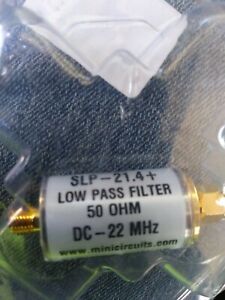 SLP-21.4+
LOW PASS FILTER
50 OHM
DC-22 MHz
www.minicircuits.com